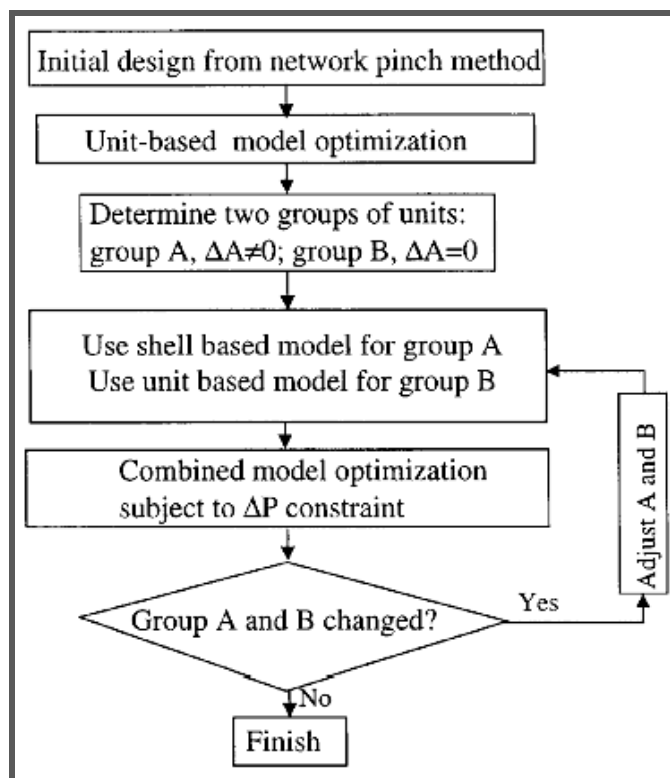 Initial design from network pinch method
Unit-based model optimization
Determine two groups of units:
group A, ΔA≠0; group B, ΔA=0
Use shell based model for group A
Use unit based model for group B
Combined model optimization
subject to ΔP constraint
Group A and B changed?
Yes
Adjust A and B
No
Finish